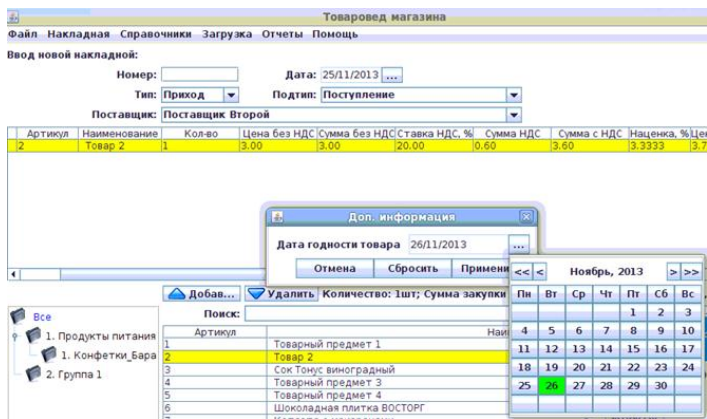 Товаровед магазина
Файл Накладная Справочники Загрузка Отчеты Помощь
Ввод новой накладной:
Номер: Дата: 25/11/2013 ...
Тип: Приход Подтип: Поступление
Поставщик: Поставщик Второй
Артикул Наименование Кол-во Цена без НДС Сумма без НДС Ставка НДС, % Сумма НДС Сумма с НДС Наценка, %
2 Товар 2 1 3.00 3.00 20.00 0.60 3.60 3.3333
Доп. информация
Дата годности товара 26/11/2013 ...
Отмена Сбросить
<< < Ноябрь, 2013 > >>
Пн Вт Ср Чт Пт Сб Вс
1 2 3
4 5 6 7 8 9 10
11 12 13 14 15 16 17
18 19 20 21 22 23 24
25 26 27 28 29 30
Добав... Удалить Количество: 1шт; Сумма закупки
Поиск:
Все
1. Продукты питания
1. Конфетки_Бара
2. Группа 1
Артикул
1 Товарный предмет 1
2 Товар 2
3 Сок Тонус виноградный
4 Товарный предмет 3
5 Товарный предмет 4
6 Шоколадная плитка ВОСТОРГ